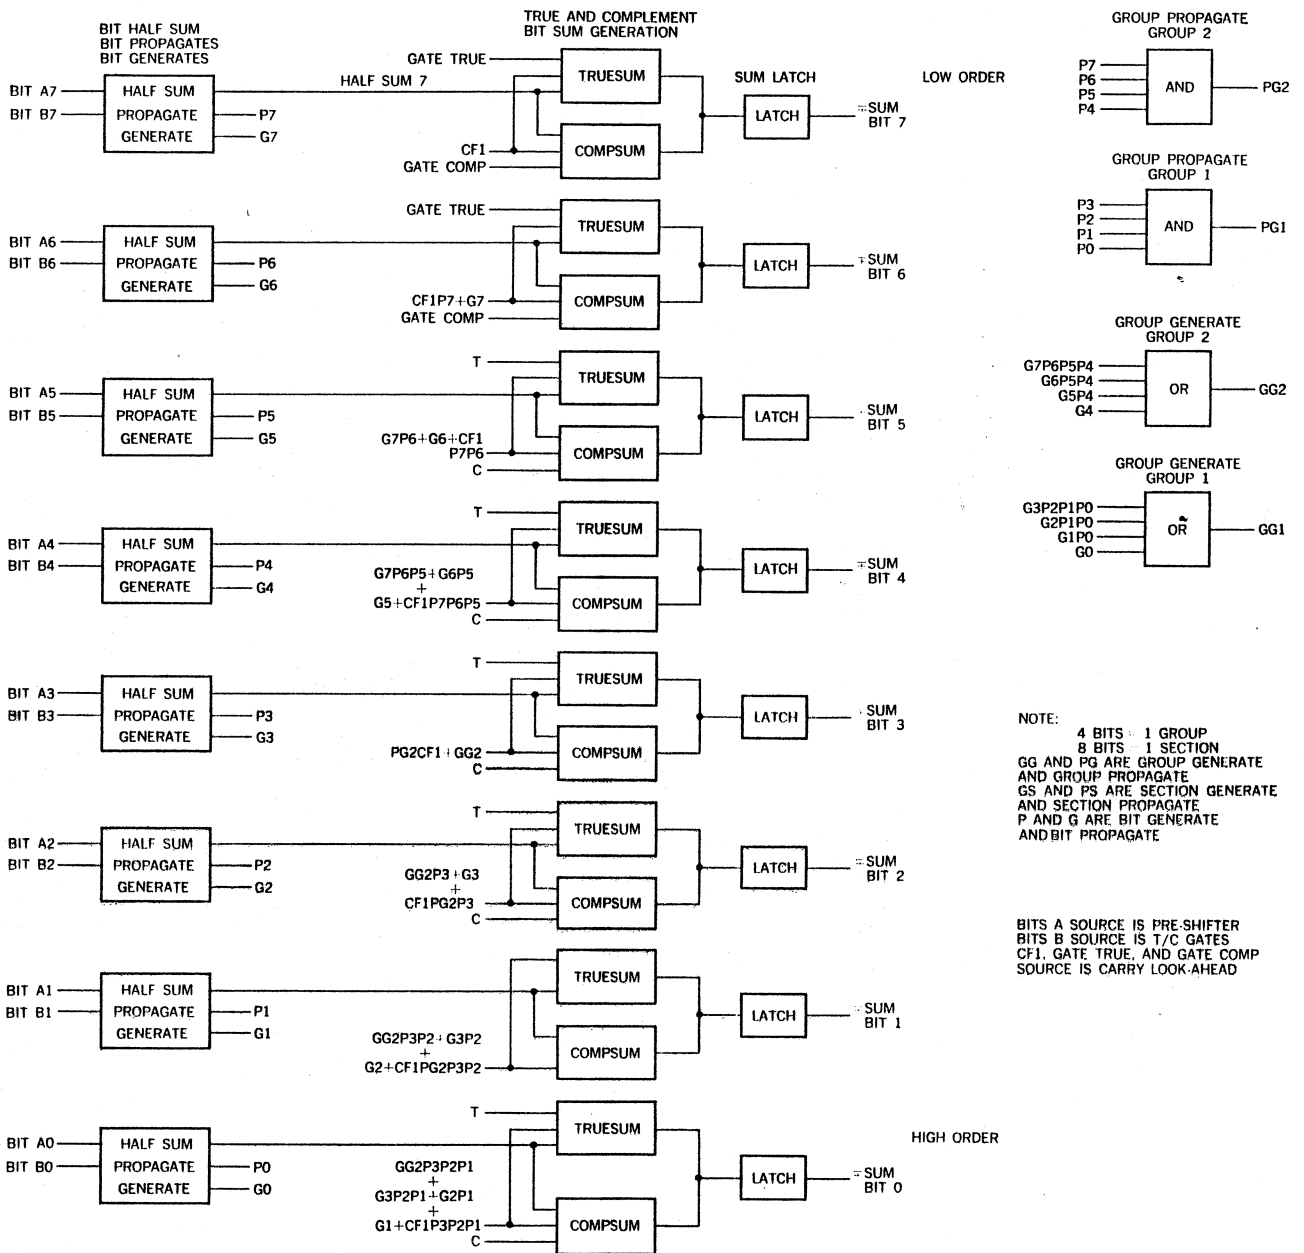 BIT HALF SUM
BIT PROPAGATES
BIT GENERATES
TRUE AND COMPLEMENT
BIT SUM GENERATION
BIT A7
BIT B7
HALF SUM
PROPAGATE
GENERATE
P7
G7
HALF SUM 7
GATE TRUE
CF1
GATE COMP
TRUESUM
COMPSUM
SUM LATCH
LATCH
SUM
BIT 7
LOW ORDER
BIT A6
BIT B6
HALF SUM
PROPAGATE
GENERATE
P6
G6
GATE TRUE
CF1P7+G7
GATE COMP
TRUESUM
COMPSUM
LATCH
SUM
BIT 6
BIT A5
BIT B5
HALF SUM
PROPAGATE
GENERATE
P5
G5
T
G7P6+G6+CF1
P7P6
C
TRUESUM
COMPSUM
LATCH
SUM
BIT 5
BIT A4
BIT B4
HALF SUM
PROPAGATE
GENERATE
P4
G4
T
G7P6P5+G6P5
+
G5+CF1P7P6P5
C
TRUESUM
COMPSUM
LATCH
SUM
BIT 4
BIT A3
BIT B3
HALF SUM
PROPAGATE
GENERATE
P3
G3
T
PG2CF1+GG2
C
TRUESUM
COMPSUM
LATCH
SUM
BIT 3
BIT A2
BIT B2
HALF SUM
PROPAGATE
GENERATE
P2
G2
T
GG2P3+G3
+
CF1PG2P3
C
TRUESUM
COMPSUM
LATCH
SUM
BIT 2
BIT A1
BIT B1
HALF SUM
PROPAGATE
GENERATE
P1
G1
GG2P3P2+G3P2
+
G2+CF1PG2P3P2
TRUESUM
COMPSUM
LATCH
SUM
BIT 1
BIT A0
BIT B0
HALF SUM
PROPAGATE
GENERATE
P0
G0
T
GG2P3P2P1
+
G3P2P1+G2P1
+
G1+CF1P3P2P1
C
TRUESUM
COMPSUM
LATCH
SUM
BIT 0
HIGH ORDER
GROUP PROPAGATE
GROUP 2
P7
P6
P5
P4
AND
PG2
GROUP PROPAGATE
GROUP 1
P3
P2
P1
P0
AND
PG1
GROUP GENERATE
GROUP 2
G7P6P5P4
G6P5P4
G5P4
G4
OR
GG2
GROUP GENERATE
GROUP 1
G3P2P1P0
G2P1P0
G1P0
G0
OR
GG1
NOTE:
4 BITS = 1 GROUP
8 BITS = 1 SECTION
GG AND PG ARE GROUP GENERATE
AND GROUP PROPAGATE
GS AND PS ARE SECTION GENERATE
AND SECTION PROPAGATE
P AND G ARE BIT GENERATE
AND BIT PROPAGATE
BITS A SOURCE IS PRE-SHIFTER
BITS B SOURCE IS T/C GATES
CF1, GATE TRUE, AND GATE COMP
SOURCE IS CARRY LOOK-AHEAD